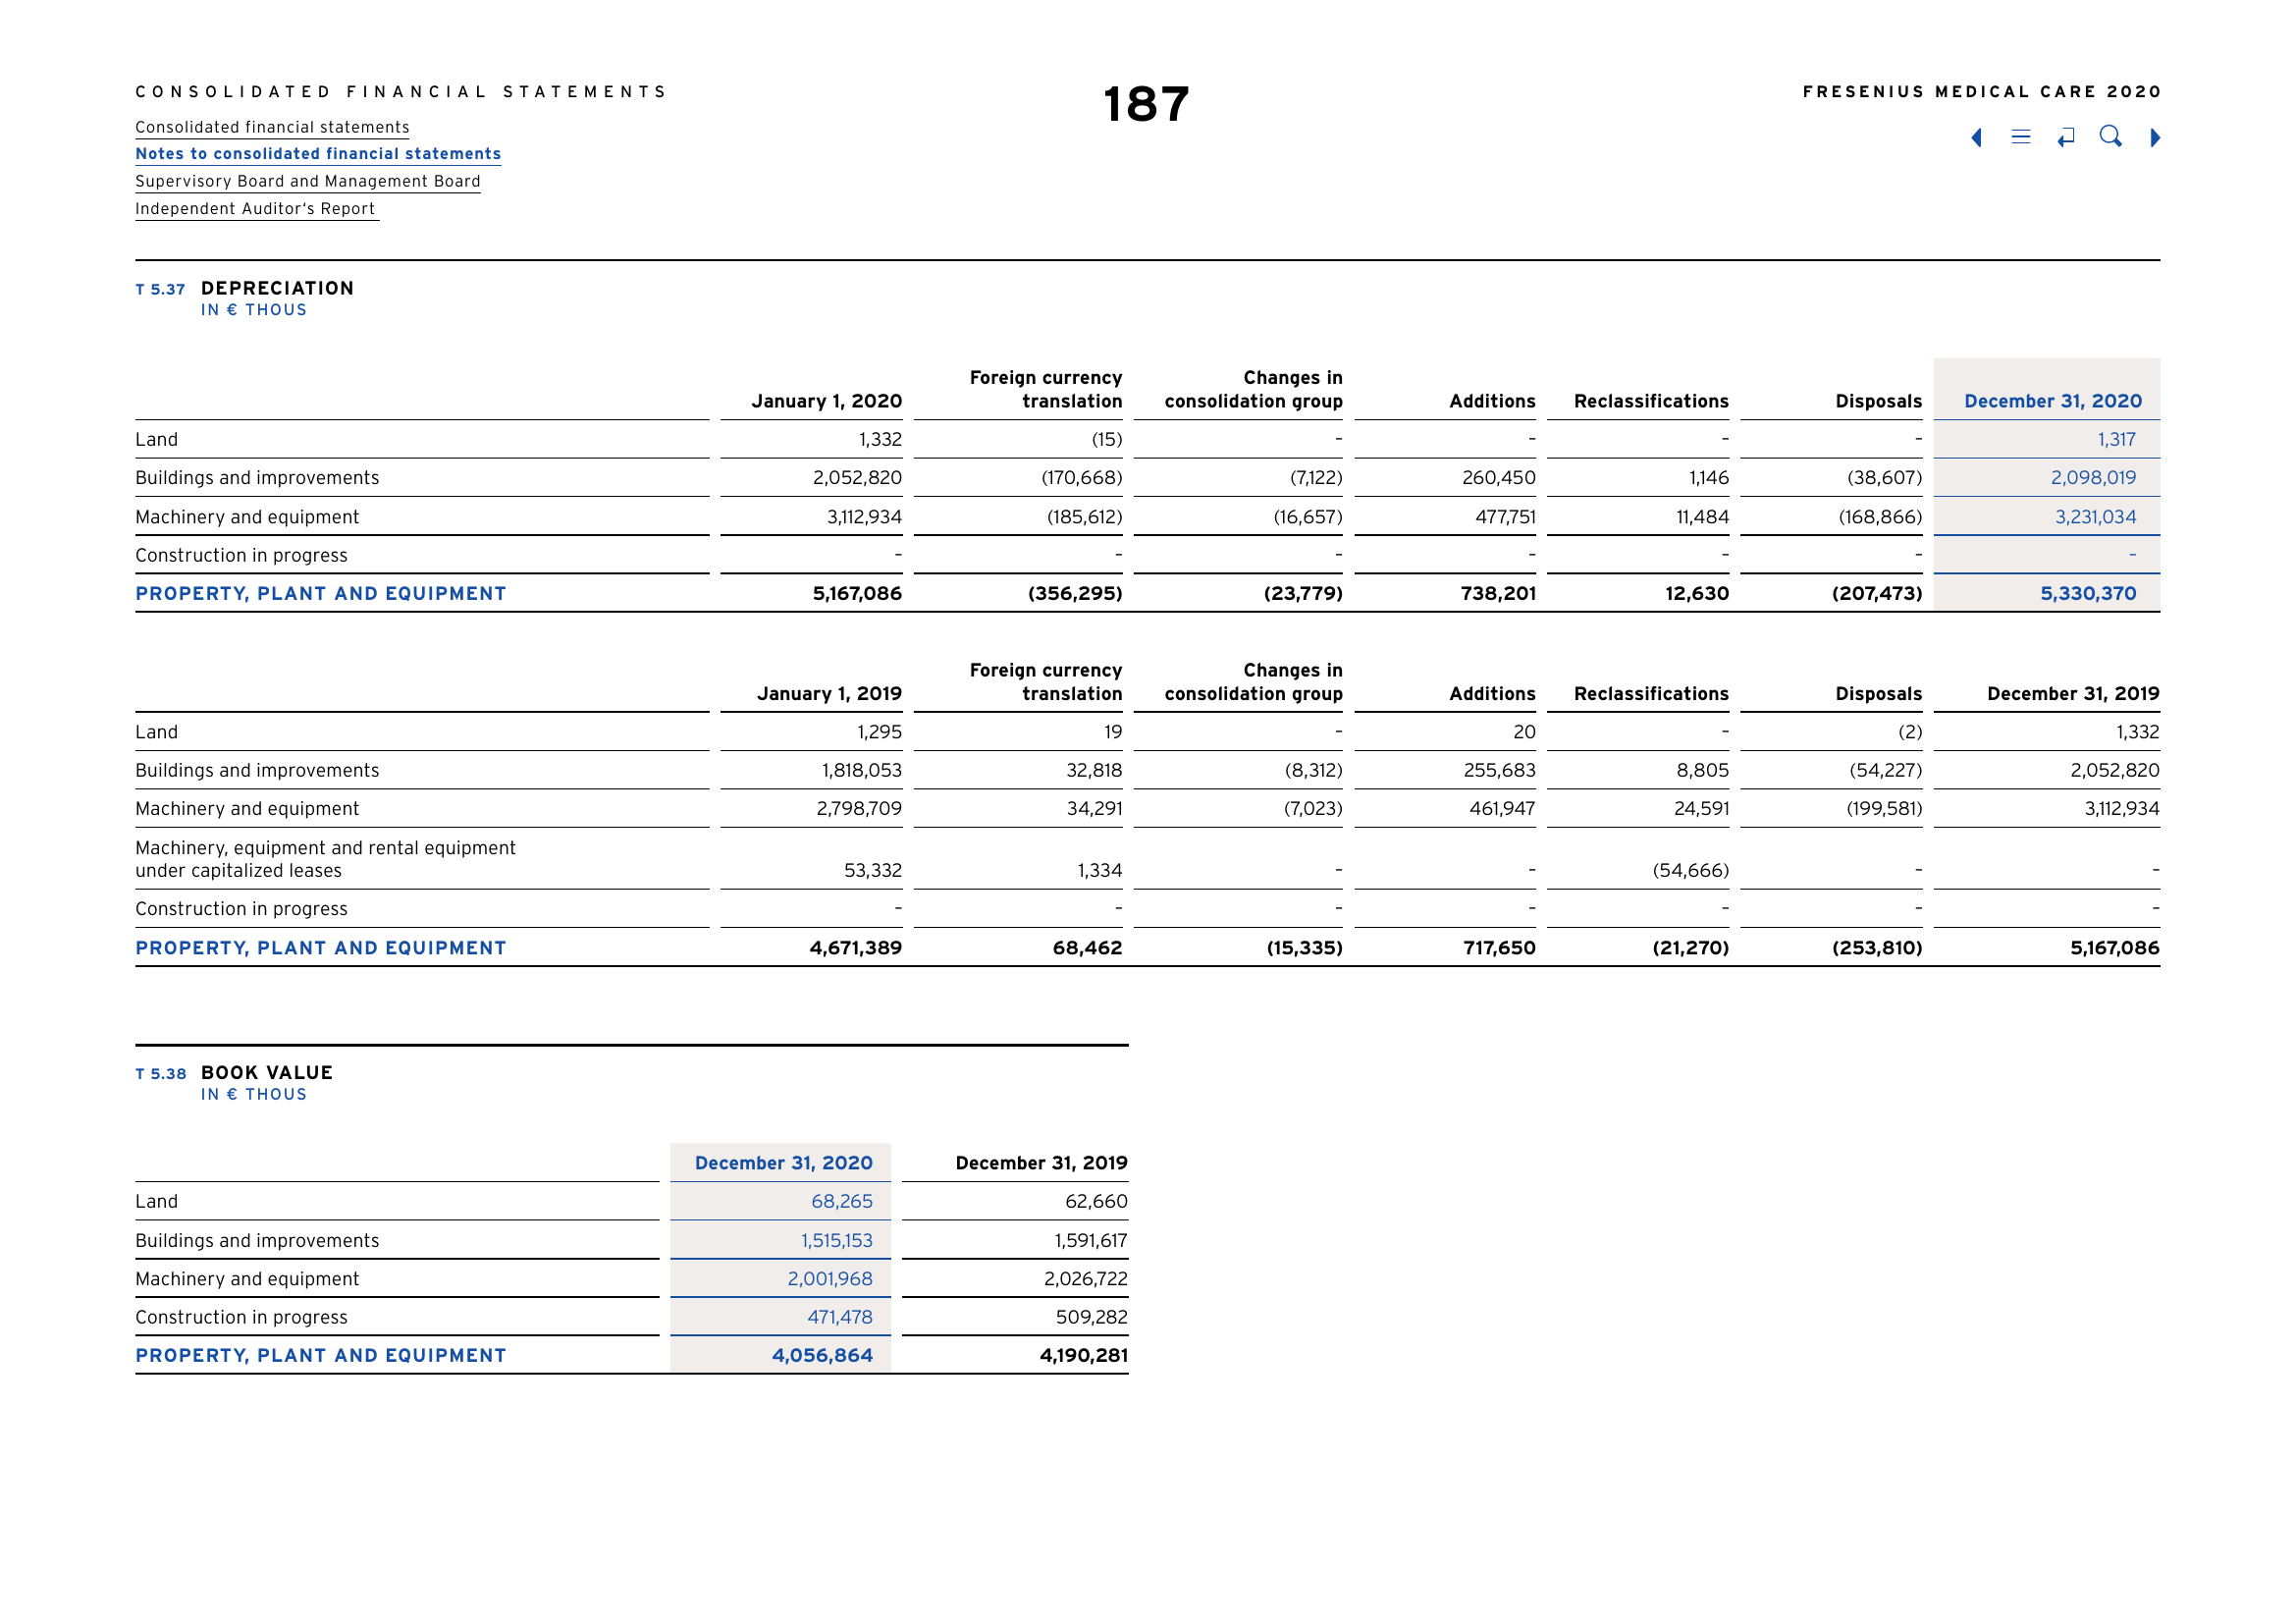 CONSOLIDATED FINANCIAL STATEMENTS
187
FRESENIUS MEDICAL CARE 2020
Consolidated financial statements
Notes to consolidated financial statements
Supervisory Board and Management Board
Independent Auditor‘s Report
T 5.37 DEPRECIATION
IN € THOUS
January 1, 2020 Foreign currency translation Changes in consolidation group Additions Reclassifications Disposals December 31, 2020
Land 1,332 (15) – – – – 1,317
Buildings and improvements 2,052,820 (170,668) (7,122) 260,450 1,146 (38,607) 2,098,019
Machinery and equipment 3,112,934 (185,612) (16,657) 477,751 11,484 (168,866) 3,231,034
Construction in progress – – – – – – –
PROPERTY, PLANT AND EQUIPMENT 5,167,086 (356,295) (23,779) 738,201 12,630 (207,473) 5,330,370
January 1, 2019 Foreign currency translation Changes in consolidation group Additions Reclassifications Disposals December 31, 2019
Land 1,295 19 – 20 – (2) 1,332
Buildings and improvements 1,818,053 32,818 (8,312) 255,683 8,805 (54,227) 2,052,820
Machinery and equipment 2,798,709 34,291 (7,023) 461,947 24,591 (199,581) 3,112,934
Machinery, equipment and rental equipment
under capitalized leases 53,332 1,334 – – (54,666) – –
Construction in progress – – – – – – –
PROPERTY, PLANT AND EQUIPMENT 4,671,389 68,462 (15,335) 717,650 (21,270) (253,810) 5,167,086
T 5.38 BOOK VALUE
IN € THOUS
December 31, 2020 December 31, 2019
Land 68,265 62,660
Buildings and improvements 1,515,153 1,591,617
Machinery and equipment 2,001,968 2,026,722
Construction in progress 471,478 509,282
PROPERTY, PLANT AND EQUIPMENT 4,056,864 4,190,281